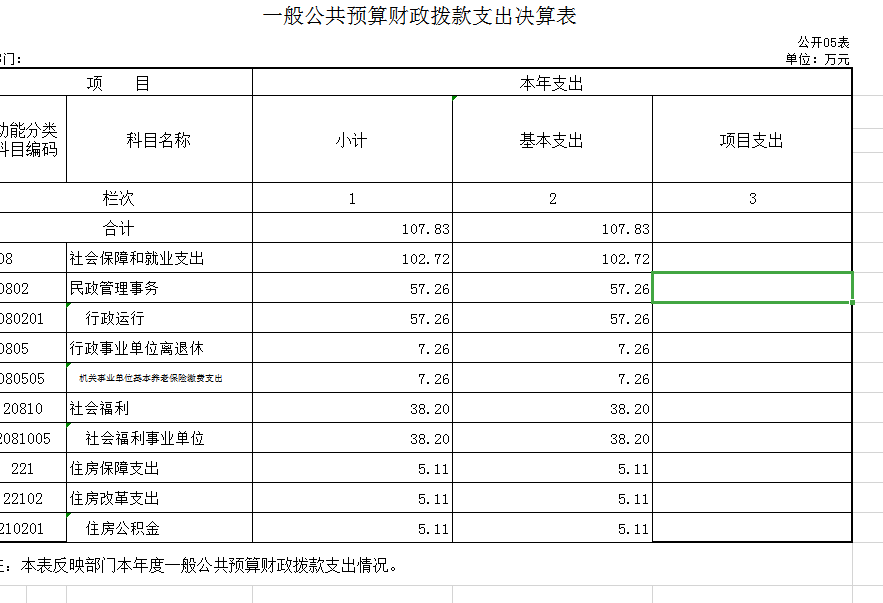 一般公共预算财政拨款支出决算表
公开05表
门：
单位：万元
项 目 本年支出
功能分类科目编码 科目名称 小计 基本支出 项目支出
栏次 1 2 3
合计 107.83 107.83
08 社会保障和就业支出 102.72 102.72
0802 民政管理事务 57.26 57.26
080201 行政运行 57.26 57.26
0805 行政事业单位离退休 7.26 7.26
080505 机关事业单位基本养老保险缴费支出 7.26 7.26
20810 社会福利 38.20 38.20
2081005 社会福利事业单位 38.20 38.20
221 住房保障支出 5.11 5.11
22102 住房改革支出 5.11 5.11
210201 住房公积金 5.11 5.11
注：本表反映部门本年度一般公共预算财政拨款支出情况。